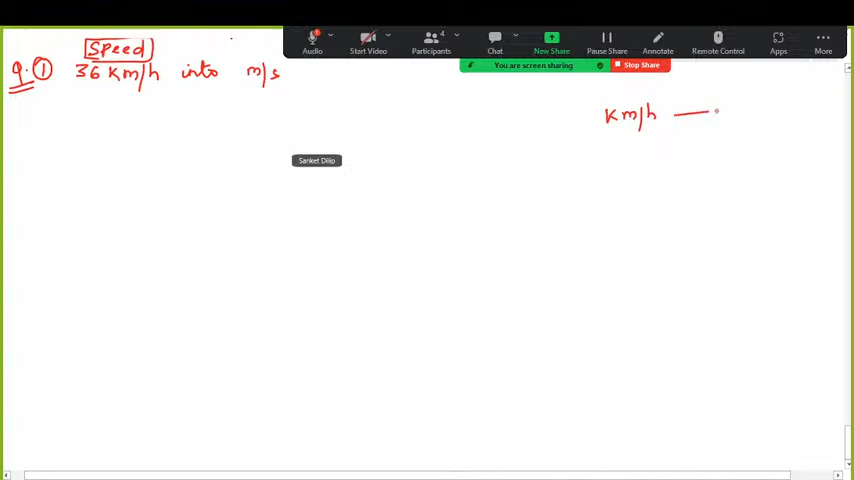 Speed
Q.① 36 Km/h into m/s
Km/h —
Audio
Start Video
4
Participants
Chat
New Share
Pause Share
Annotate
Remote Control
Apps
More
You are screen sharing
Stop Share
Sanket Dilip